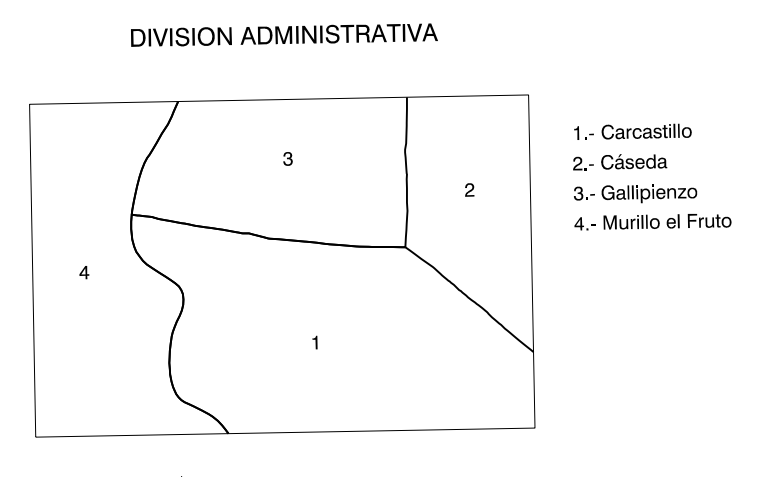 DIVISION ADMINISTRATIVA
3
2
4
1
1.- Carcastillo
2.- Cáseda
3.- Gallipienzo
4.- Murillo el Fruto